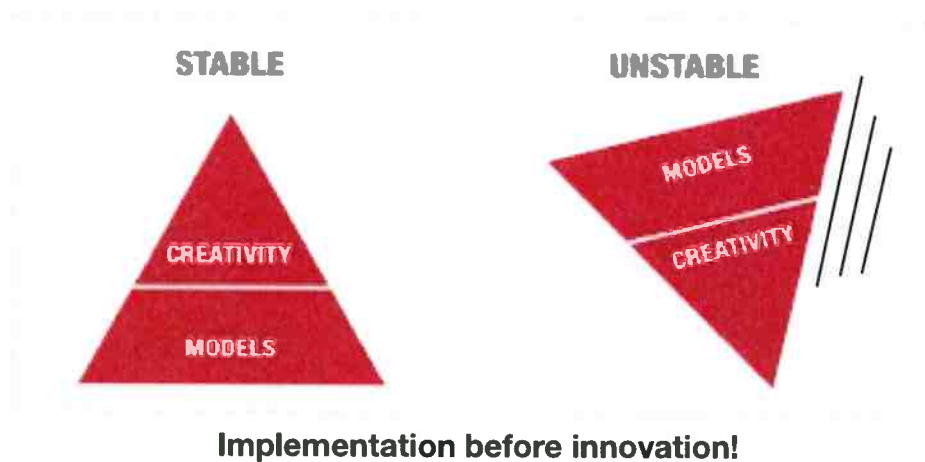 STABLE
UNSTABLE
CREATIVITY
MODELS
MODELS
CREATIVITY
Implementation before innovation!